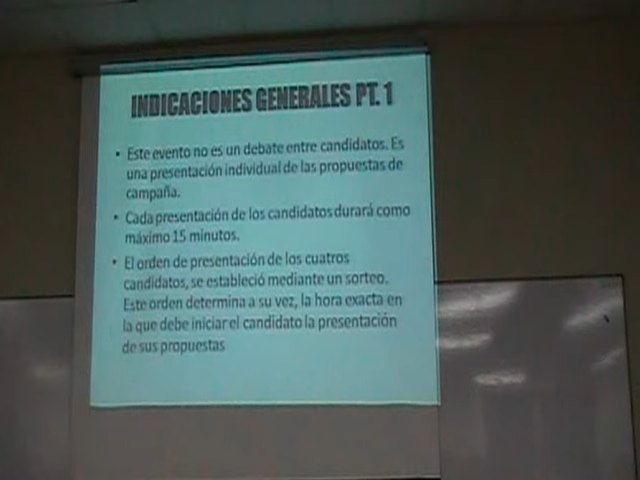 INDICACIONES GENERALES PT. 1
• Este evento no es un debate entre candidatos. Es
una presentación individual de las propuestas de
campaña.
• Cada presentación de los candidatos durará como
máximo 15 minutos.
• El orden de presentación de los cuatros
candidatos, se estableció mediante un sorteo.
Este orden determina a su vez, la hora exacta en
la que debe iniciar el candidato la presentación
de sus propuestas